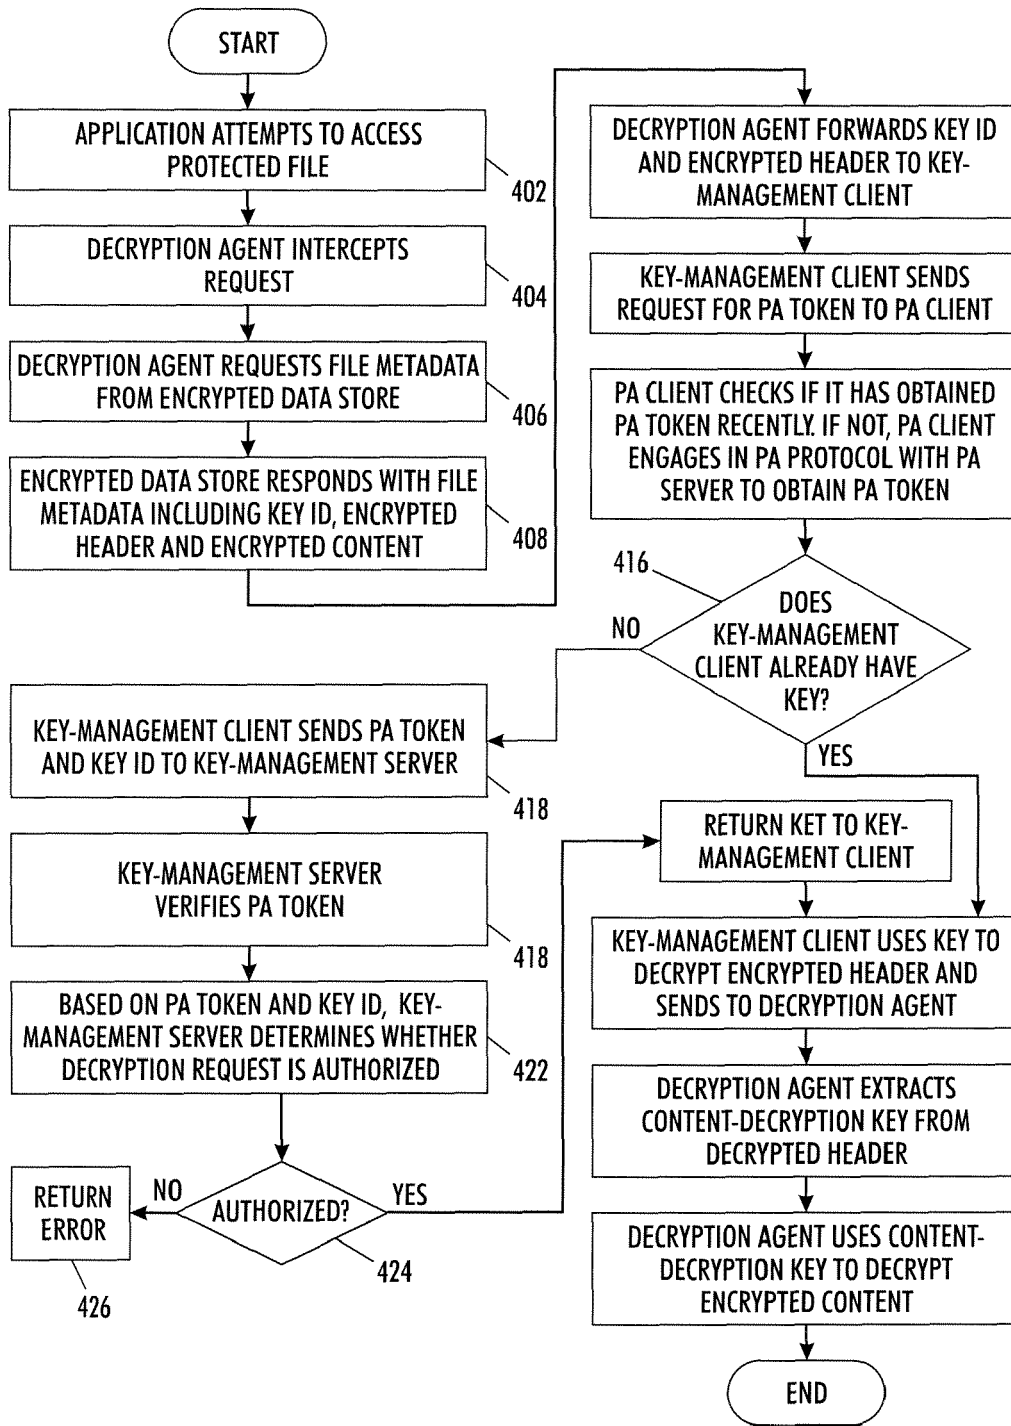 START
APPLICATION ATTEMPTS TO ACCESS
PROTECTED FILE
402
DECRYPTION AGENT INTERCEPTS
REQUEST
404
DECRYPTION AGENT REQUESTS FILE METADATA
FROM ENCRYPTED DATA STORE
406
ENCRYPTED DATA STORE RESPONDS WITH FILE
METADATA INCLUDING KEY ID, ENCRYPTED
HEADER AND ENCRYPTED CONTENT
408
DECRYPTION AGENT FORWARDS KEY ID
AND ENCRYPTED HEADER TO KEY-
MANAGEMENT CLIENT
KEY-MANAGEMENT CLIENT SENDS
REQUEST FOR PA TOKEN TO PA CLIENT
PA CLIENT CHECKS IF IT HAS OBTAINED
PA TOKEN RECENTLY. IF NOT, PA CLIENT
ENGAGES IN PA PROTOCOL WITH PA
SERVER TO OBTAIN PA TOKEN
416
DOES
KEY-MANAGEMENT
CLIENT ALREADY HAVE
KEY?
NO
YES
KEY-MANAGEMENT CLIENT SENDS PA TOKEN
AND KEY ID TO KEY-MANAGEMENT SERVER
418
KEY-MANAGEMENT SERVER
VERIFIES PA TOKEN
418
BASED ON PA TOKEN AND KEY ID, KEY-
MANAGEMENT SERVER DETERMINES WHETHER
DECRYPTION REQUEST IS AUTHORIZED
422
AUTHORIZED?
424
NO
YES
RETURN
ERROR
426
RETURN KET TO KEY-
MANAGEMENT CLIENT
KEY-MANAGEMENT CLIENT USES KEY TO
DECRYPT ENCRYPTED HEADER AND
SENDS TO DECRYPTION AGENT
DECRYPTION AGENT EXTRACTS
CONTENT-DECRYPTION KEY FROM
DECRYPTED HEADER
DECRYPTION AGENT USES CONTENT-
DECRYPTION KEY TO DECRYPT
ENCRYPTED CONTENT
END